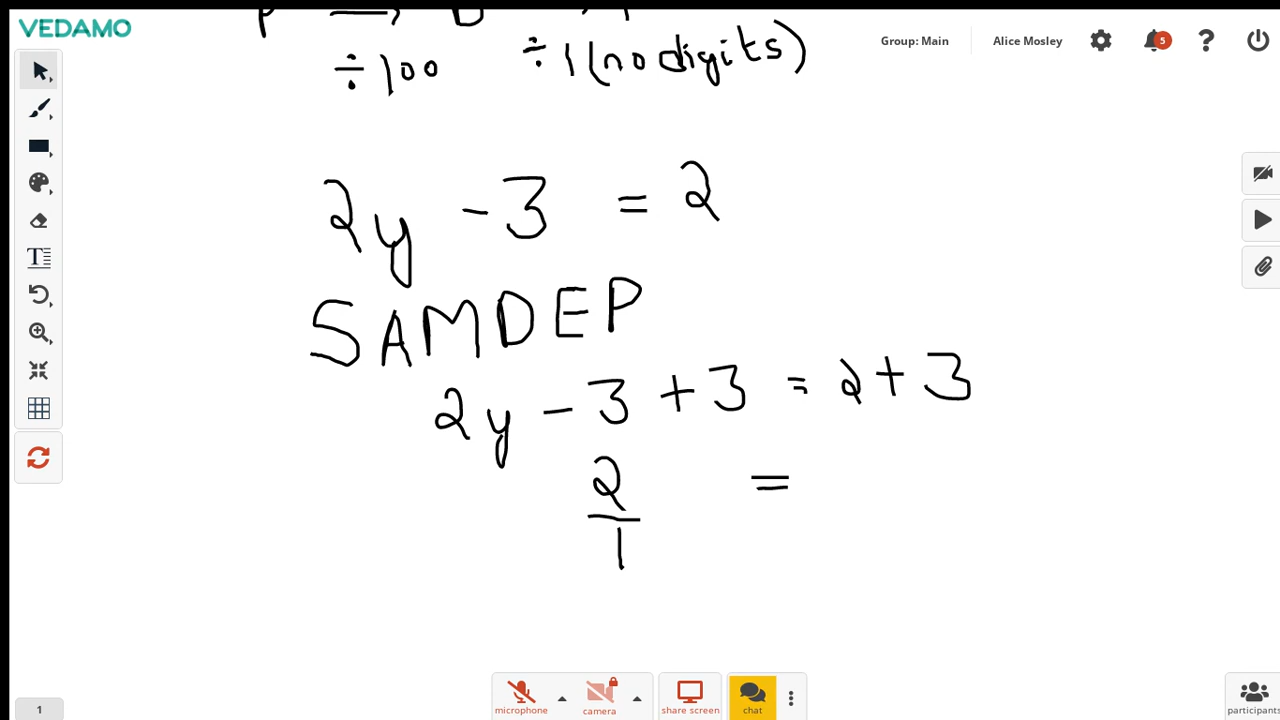 VEDAMO
Group: Main
Alice Mosley
5
÷100 ÷1(no digits)
2y - 3 = 2
SAMDEP
2y - 3 + 3 = 2 + 3
2 =
1
T
1
microphone
camera
share screen
chat
participants